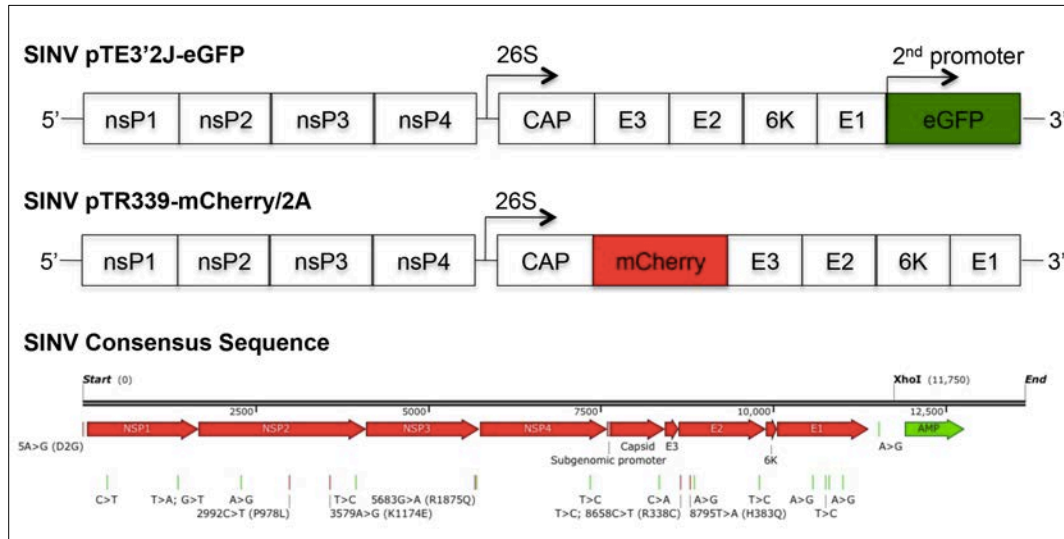 SINV pTE3'2J-eGFP
26S
2nd promoter
5' nsP1 nsP2 nsP3 nsP4 CAP E3 E2 6K E1 eGFP 3'
SINV pTR339-mCherry/2A
26S
5' nsP1 nsP2 nsP3 nsP4 CAP mCherry E3 E2 6K E1 3'
SINV Consensus Sequence
Start (0) XhoI (11,750) End
2500 5000 7500 10,000 12,500
NSP1 NSP2 NSP3 NSP4 E2 E1 AMP
5A>G (D2G) Capsid E3 A>G
Subgenomic promoter 6K
C>T T>A; G>T A>G T>C 5683G>A (R1875Q) T>C C>A A>G T>C A>G A>G
2992C>T (P978L) 3579A>G (K1174E) T>C; 8658C>T (R338C) 8795T>A (H383Q) T>C